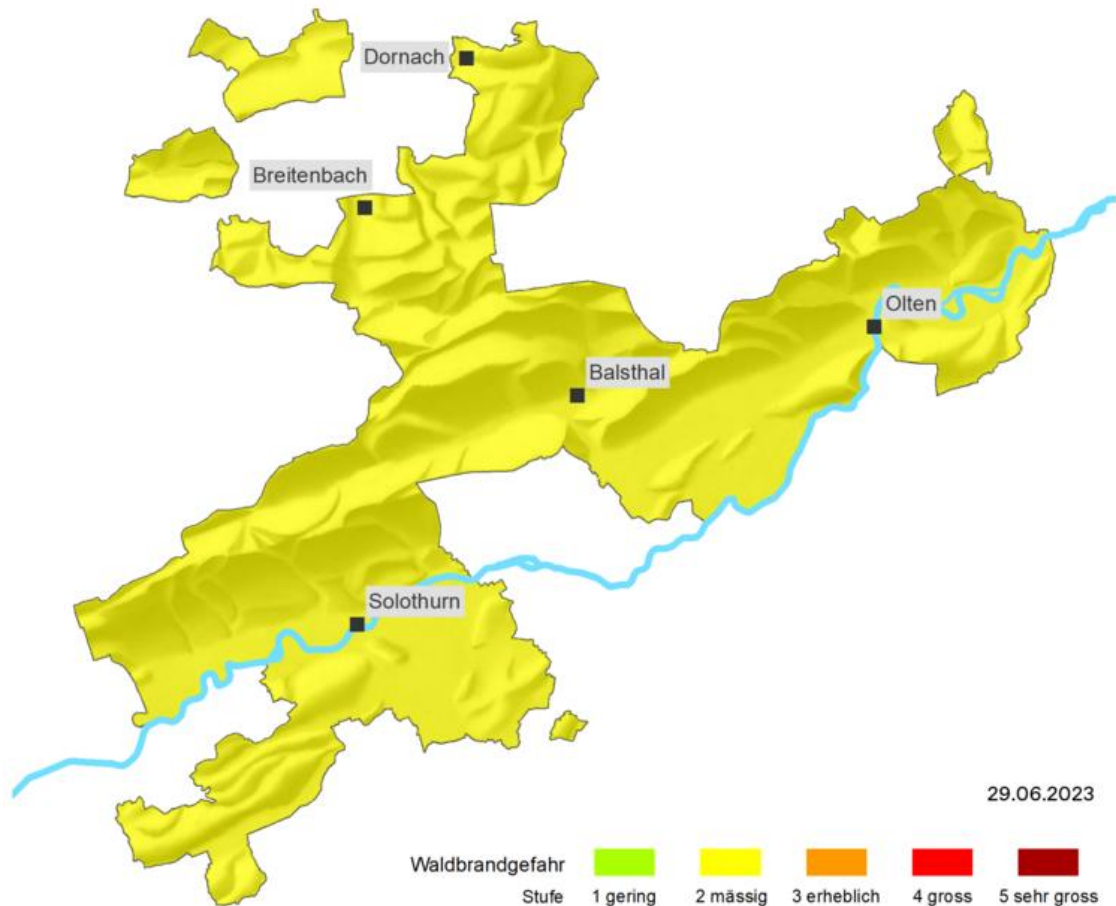 Dornach
Breitenbach
Olten
Balsthal
Solothurn
29.06.2023
Waldbrandgefahr
Stufe 1 gering 2 mässig 3 erheblich 4 gross 5 sehr gross